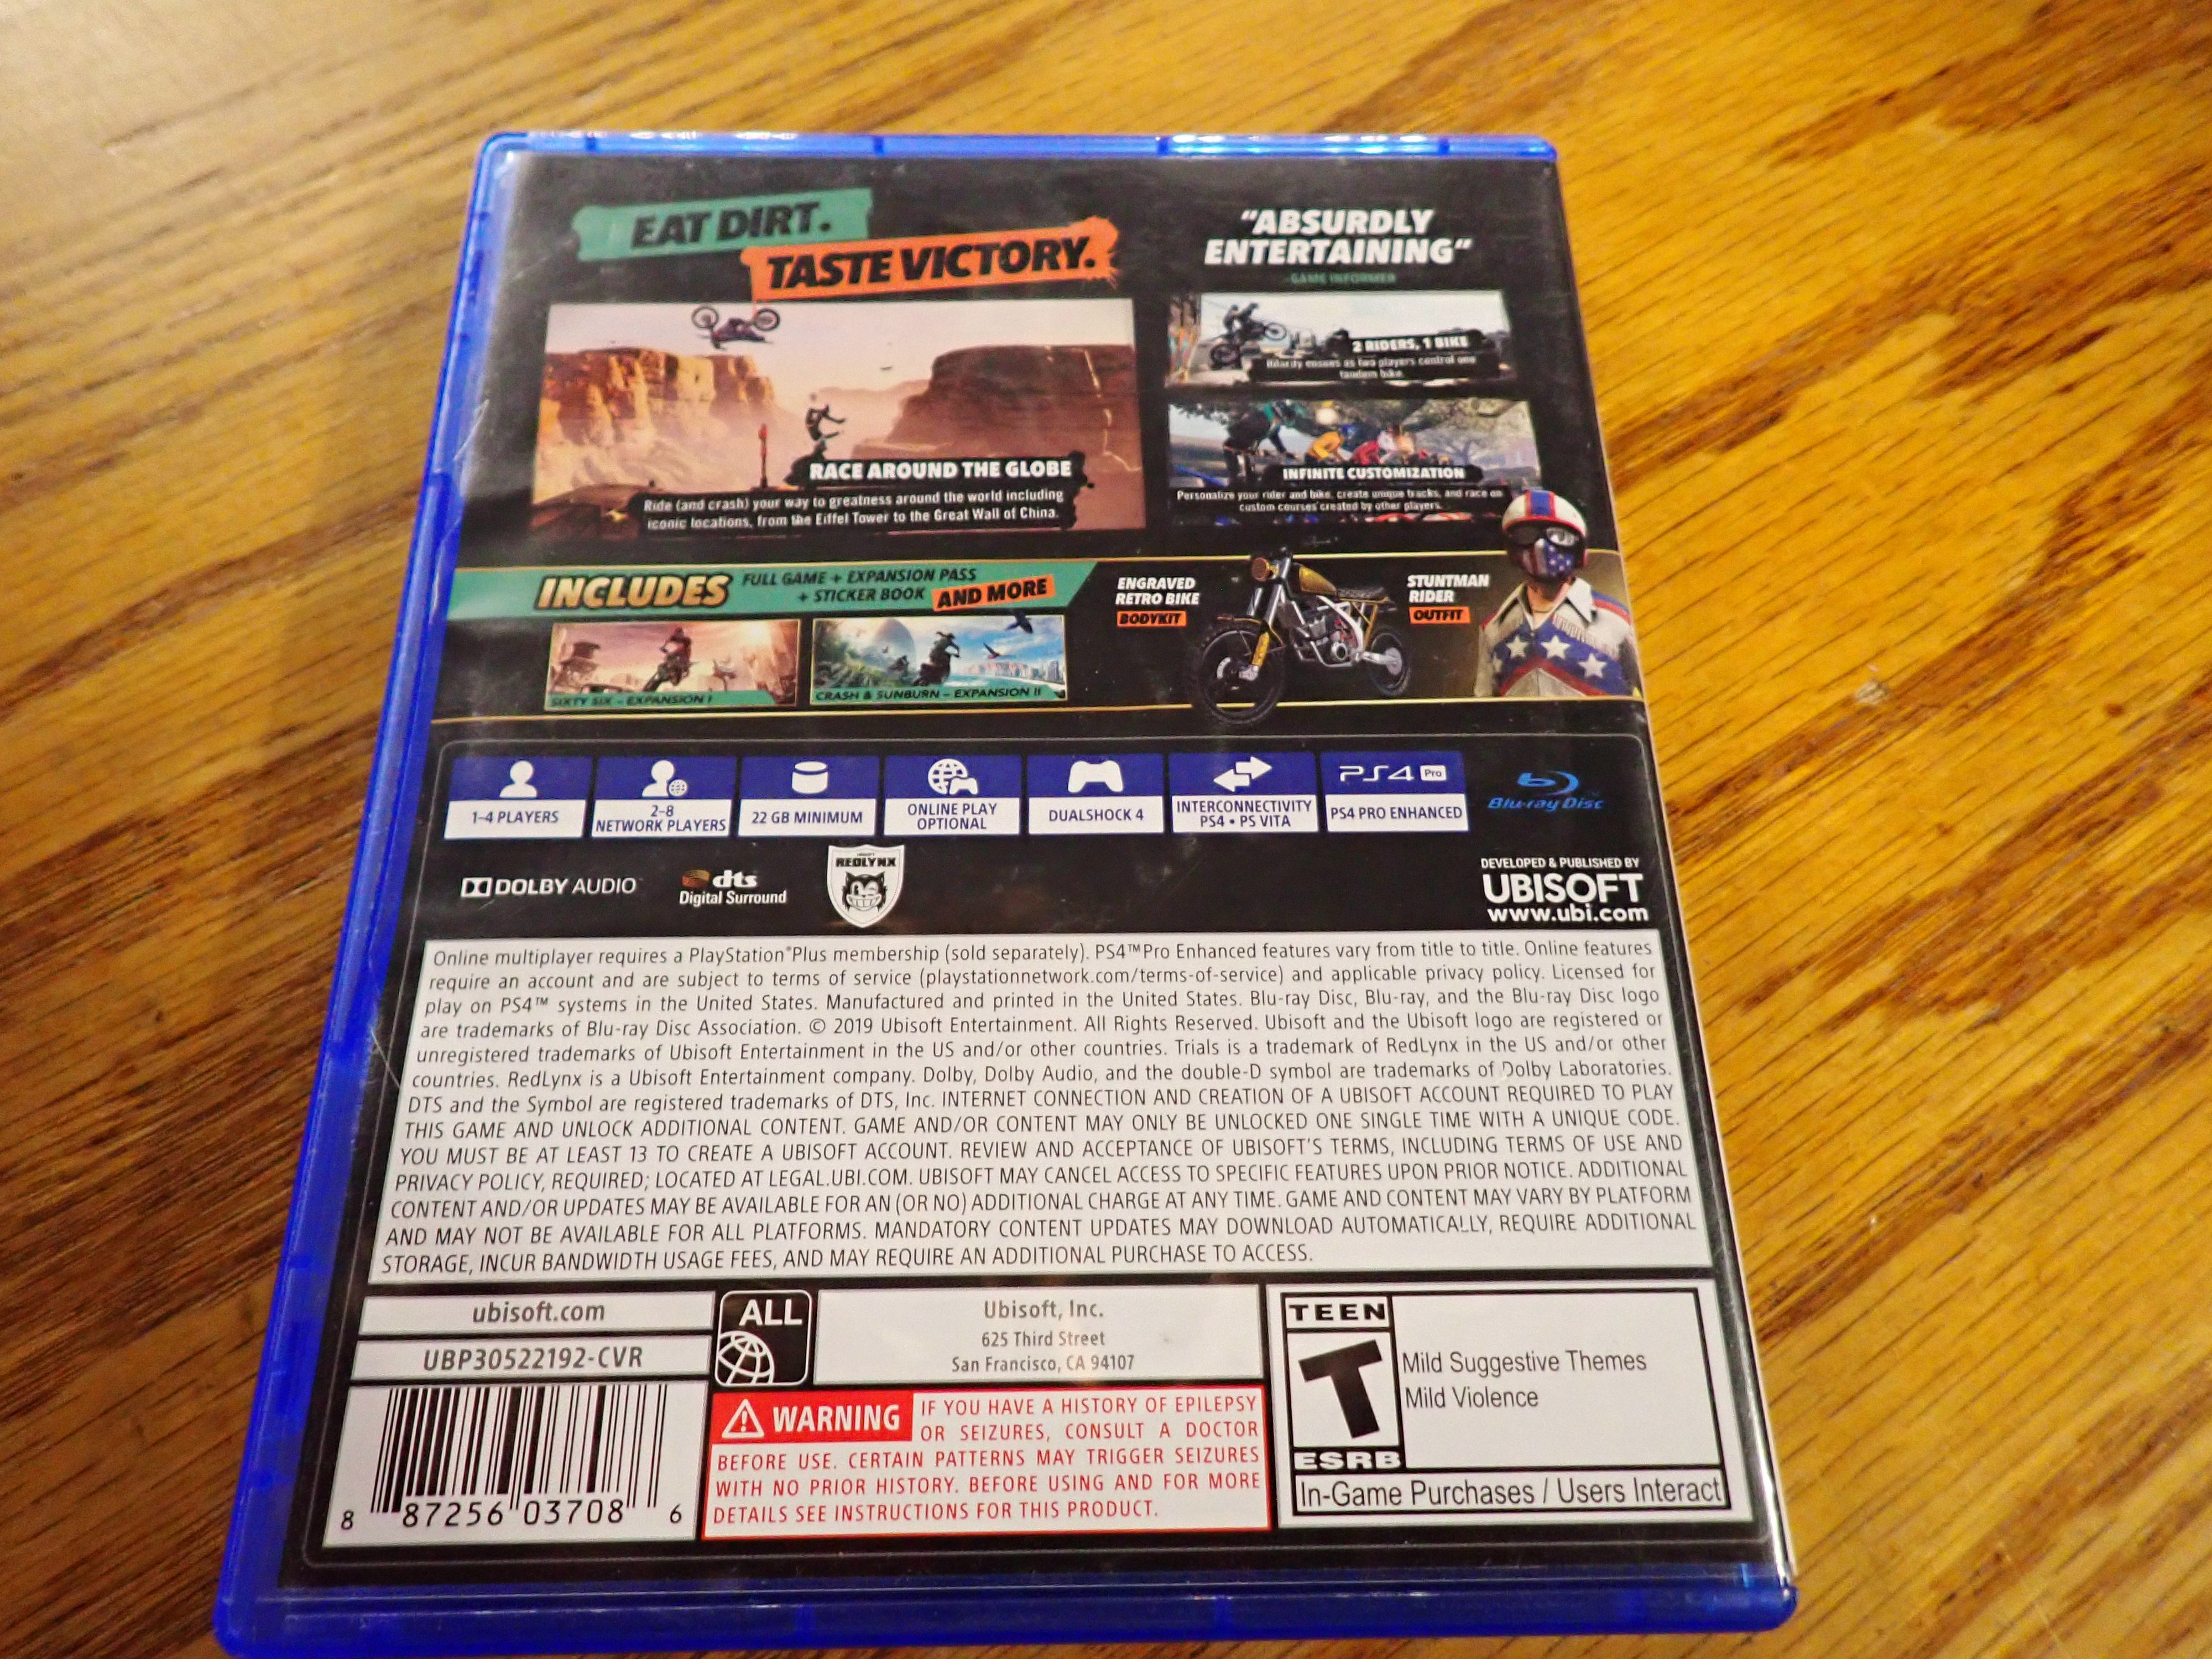 EAT DIRT.
TASTE VICTORY.
"ABSURDLY
ENTERTAINING"
-GAME INFORMER
RACE AROUND THE GLOBE
Ride (and crash) your way to greatness around the world including
iconic locations, from the Eiffel Tower to the Great Wall of China.
2 RIDERS, 1 BIKE
Hilarity ensues as two players control one
tandem bike.
INFINITE CUSTOMIZATION
Personalize your rider and bike, create unique tracks, and race on
custom courses created by other players.
INCLUDES
FULL GAME + EXPANSION PASS
+ STICKER BOOK AND MORE
SIXTY SIX - EXPANSION I
CRASH & SUNBURN - EXPANSION II
ENGRAVED
RETRO BIKE
BODYKIT
STUNTMAN
RIDER
OUTFIT
1-4 PLAYERS
2-8
NETWORK PLAYERS
22 GB MINIMUM
ONLINE PLAY
OPTIONAL
DUALSHOCK 4
INTERCONNECTIVITY
PS4 • PS VITA
PS4 Pro
PS4 PRO ENHANCED
Blu-ray Disc
DOLBY AUDIO
dts
Digital Surround
UBISOFT
REDLYNX
DEVELOPED & PUBLISHED BY
UBISOFT
www.ubi.com
Online multiplayer requires a PlayStation®Plus membership (sold separately). PS4™Pro Enhanced features vary from title to title. Online features
require an account and are subject to terms of service (playstationnetwork.com/terms-of-service) and applicable privacy policy. Licensed for
play on PS4™ systems in the United States. Manufactured and printed in the United States. Blu-ray Disc, Blu-ray, and the Blu-ray Disc logo
are trademarks of Blu-ray Disc Association. © 2019 Ubisoft Entertainment. All Rights Reserved. Ubisoft and the Ubisoft logo are registered or
unregistered trademarks of Ubisoft Entertainment in the US and/or other countries. Trials is a trademark of RedLynx in the US and/or other
countries. RedLynx is a Ubisoft Entertainment company. Dolby, Dolby Audio, and the double-D symbol are trademarks of Dolby Laboratories.
DTS and the Symbol are registered trademarks of DTS, Inc. INTERNET CONNECTION AND CREATION OF A UBISOFT ACCOUNT REQUIRED TO PLAY
THIS GAME AND UNLOCK ADDITIONAL CONTENT. GAME AND/OR CONTENT MAY ONLY BE UNLOCKED ONE SINGLE TIME WITH A UNIQUE CODE.
YOU MUST BE AT LEAST 13 TO CREATE A UBISOFT ACCOUNT. REVIEW AND ACCEPTANCE OF UBISOFT'S TERMS, INCLUDING TERMS OF USE AND
PRIVACY POLICY, REQUIRED; LOCATED AT LEGAL.UBI.COM. UBISOFT MAY CANCEL ACCESS TO SPECIFIC FEATURES UPON PRIOR NOTICE. ADDITIONAL
CONTENT AND/OR UPDATES MAY BE AVAILABLE FOR AN (OR NO) ADDITIONAL CHARGE AT ANY TIME. GAME AND CONTENT MAY VARY BY PLATFORM
AND MAY NOT BE AVAILABLE FOR ALL PLATFORMS. MANDATORY CONTENT UPDATES MAY DOWNLOAD AUTOMATICALLY, REQUIRE ADDITIONAL
STORAGE, INCUR BANDWIDTH USAGE FEES, AND MAY REQUIRE AN ADDITIONAL PURCHASE TO ACCESS.
ubisoft.com
UBP30522192-CVR
8 87256 03708 6
ALL
Ubisoft, Inc.
625 Third Street
San Francisco, CA 94107
WARNING IF YOU HAVE A HISTORY OF EPILEPSY
OR SEIZURES, CONSULT A DOCTOR
BEFORE USE. CERTAIN PATTERNS MAY TRIGGER SEIZURES
WITH NO PRIOR HISTORY. BEFORE USING AND FOR MORE
DETAILS SEE INSTRUCTIONS FOR THIS PRODUCT.
TEEN
T
ESRB
Mild Suggestive Themes
Mild Violence
In-Game Purchases / Users Interact